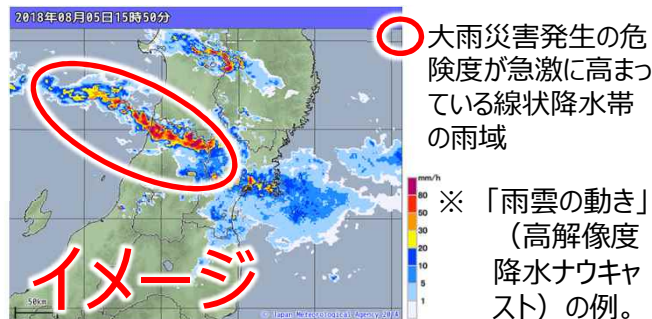 2018年08月05日15時50分
大雨災害発生の危
険度が急激に高まっ
ている線状降水帯
の雨域
mm/h
80
50
30
20
10
5
1
※ 「雨雲の動き」
（高解像度
降水ナウキャ
スト）の例。
イメージ
50km
© Japan Meteorological Agency 2018